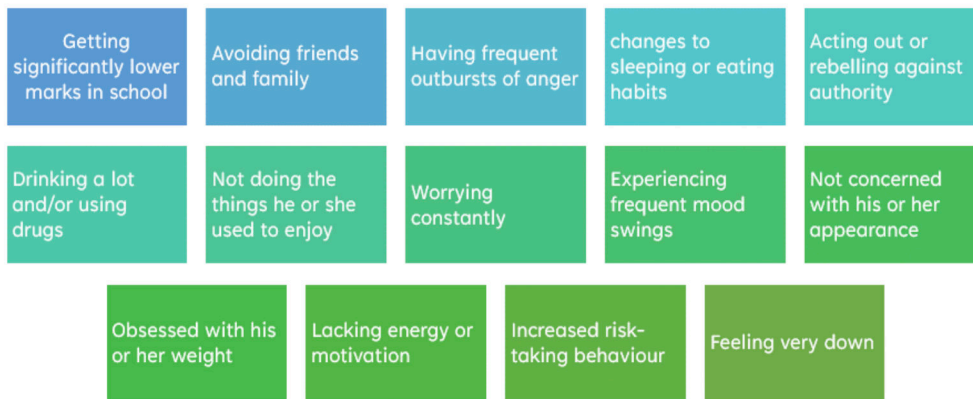 Getting
significantly lower
marks in school
Avoiding friends
and family
Having frequent
outbursts of anger
changes to
sleeping or eating
habits
Acting out or
rebelling against
authority
Drinking a lot
and/or using
drugs
Not doing the
things he or she
used to enjoy
Worrying
constantly
Experiencing
frequent mood
swings
Not concerned
with his or her
appearance
Obsessed with his
or her weight
Lacking energy or
motivation
Increased risk-
taking behaviour
Feeling very down